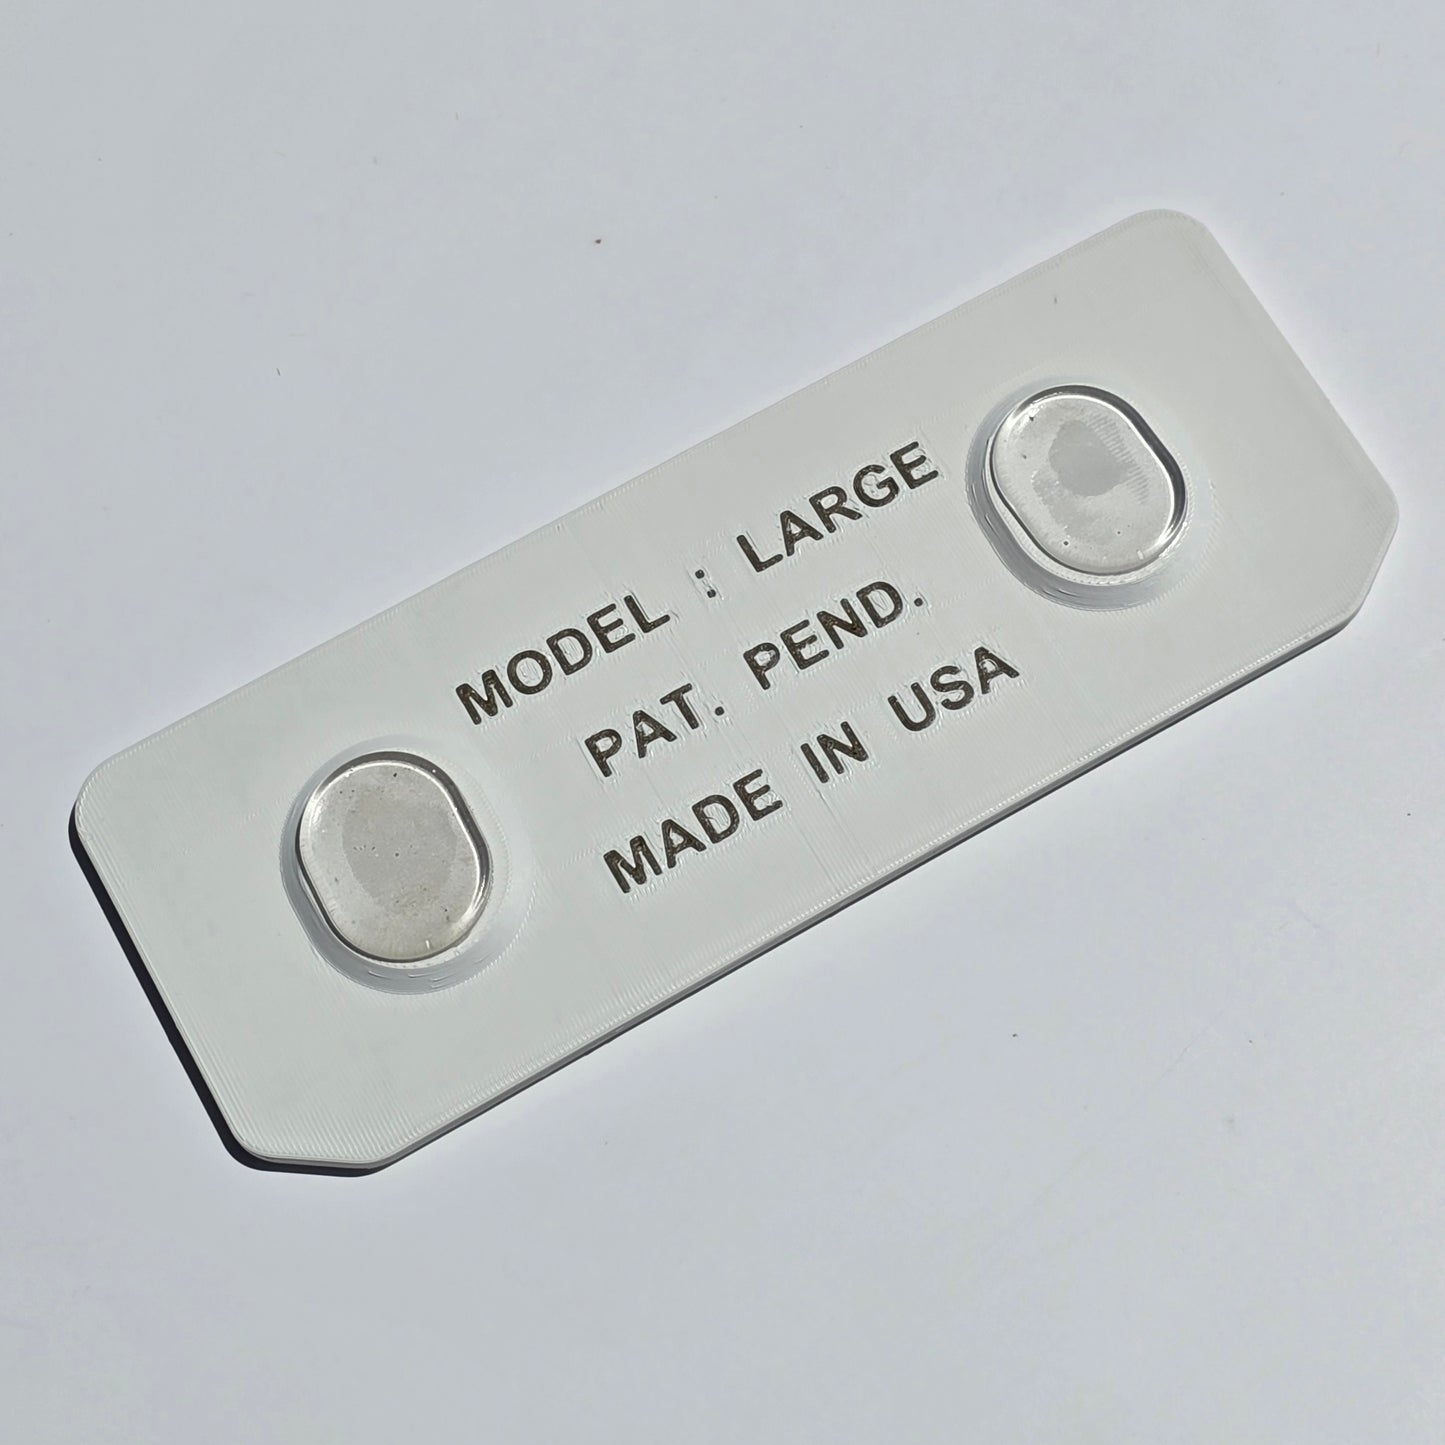 MODEL : LARGE
PAT. PEND.
MADE IN USA